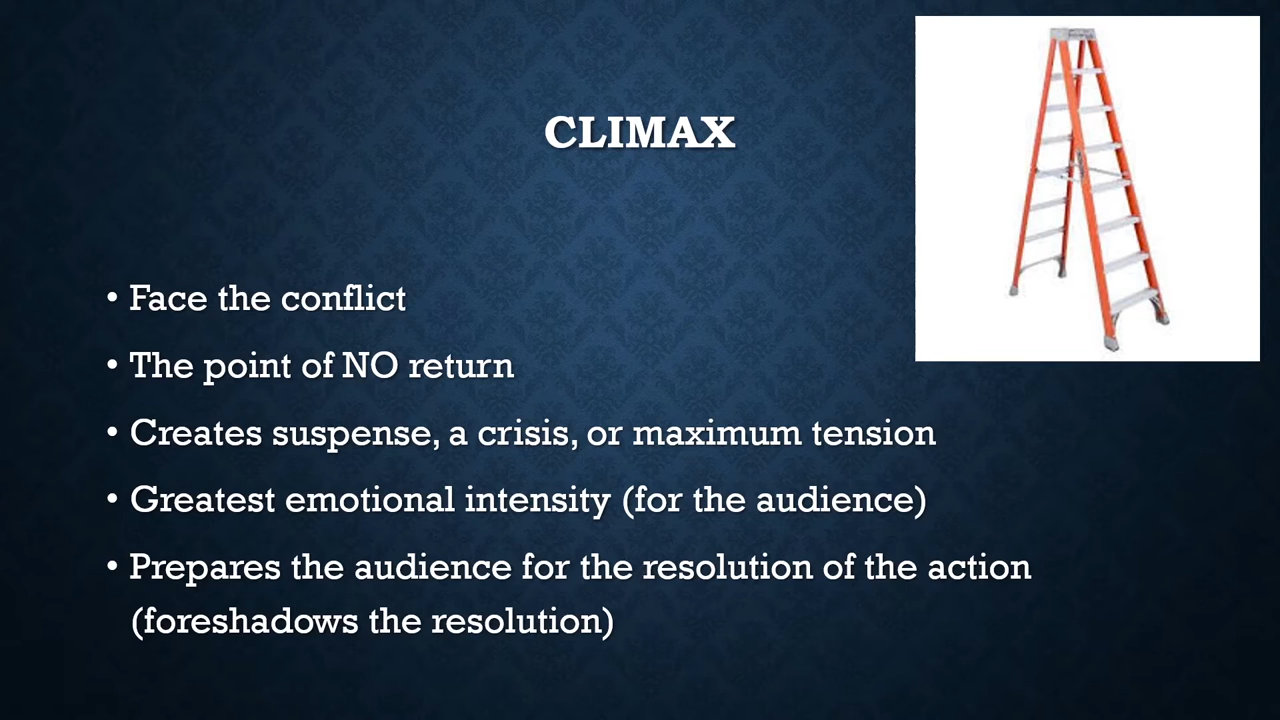 CLIMAX
• Face the conflict
• The point of NO return
• Creates suspense, a crisis, or maximum tension
• Greatest emotional intensity (for the audience)
• Prepares the audience for the resolution of the action
(foreshadows the resolution)